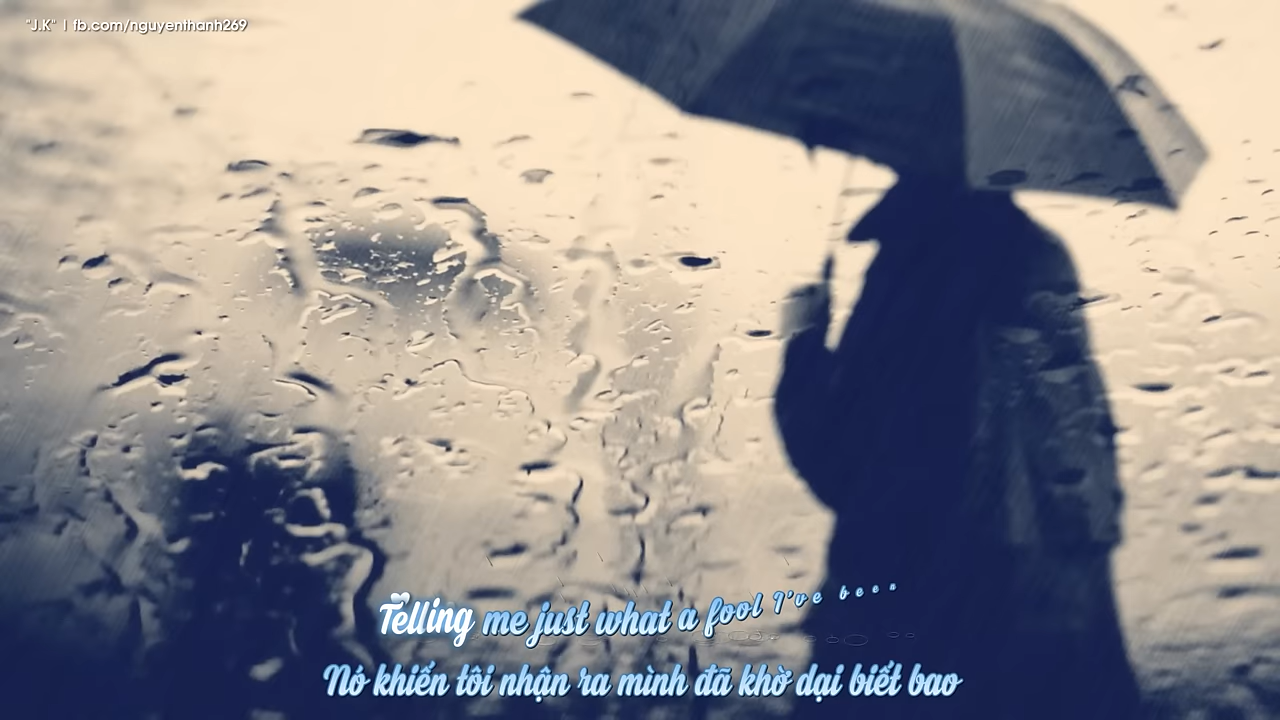 "J.K" | fb.com/nguyenthanh269
Telling me just what a fool I've been
Nó khiến tôi nhận ra mình đã khờ dại biết bao